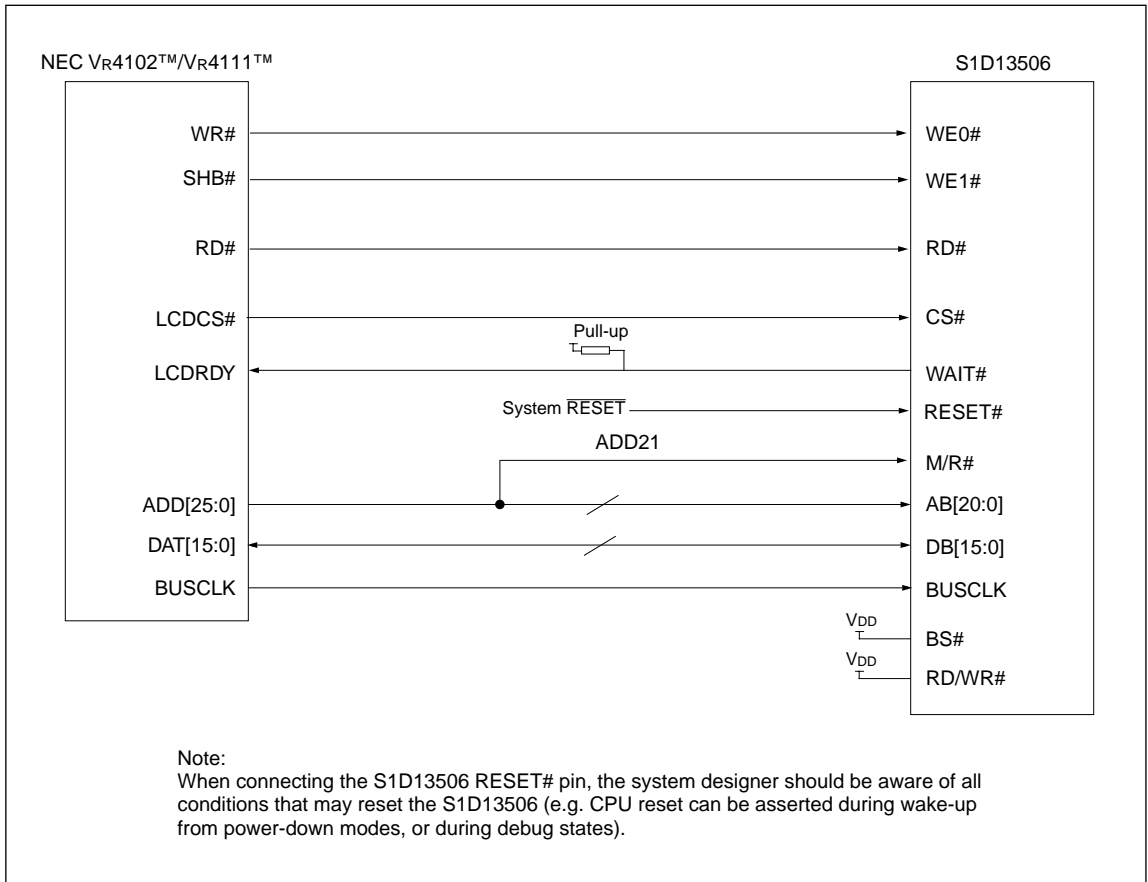 NEC VR4102™/VR4111™
S1D13506
WR#
WE0#
SHB#
WE1#
RD#
RD#
LCDCS#
CS#
Pull-up
LCDRDY
WAIT#
System RESET
RESET#
ADD21
M/R#
ADD[25:0]
AB[20:0]
DAT[15:0]
DB[15:0]
BUSCLK
BUSCLK
VDD
BS#
VDD
RD/WR#
Note:
When connecting the S1D13506 RESET# pin, the system designer should be aware of all
conditions that may reset the S1D13506 (e.g. CPU reset can be asserted during wake-up
from power-down modes, or during debug states).